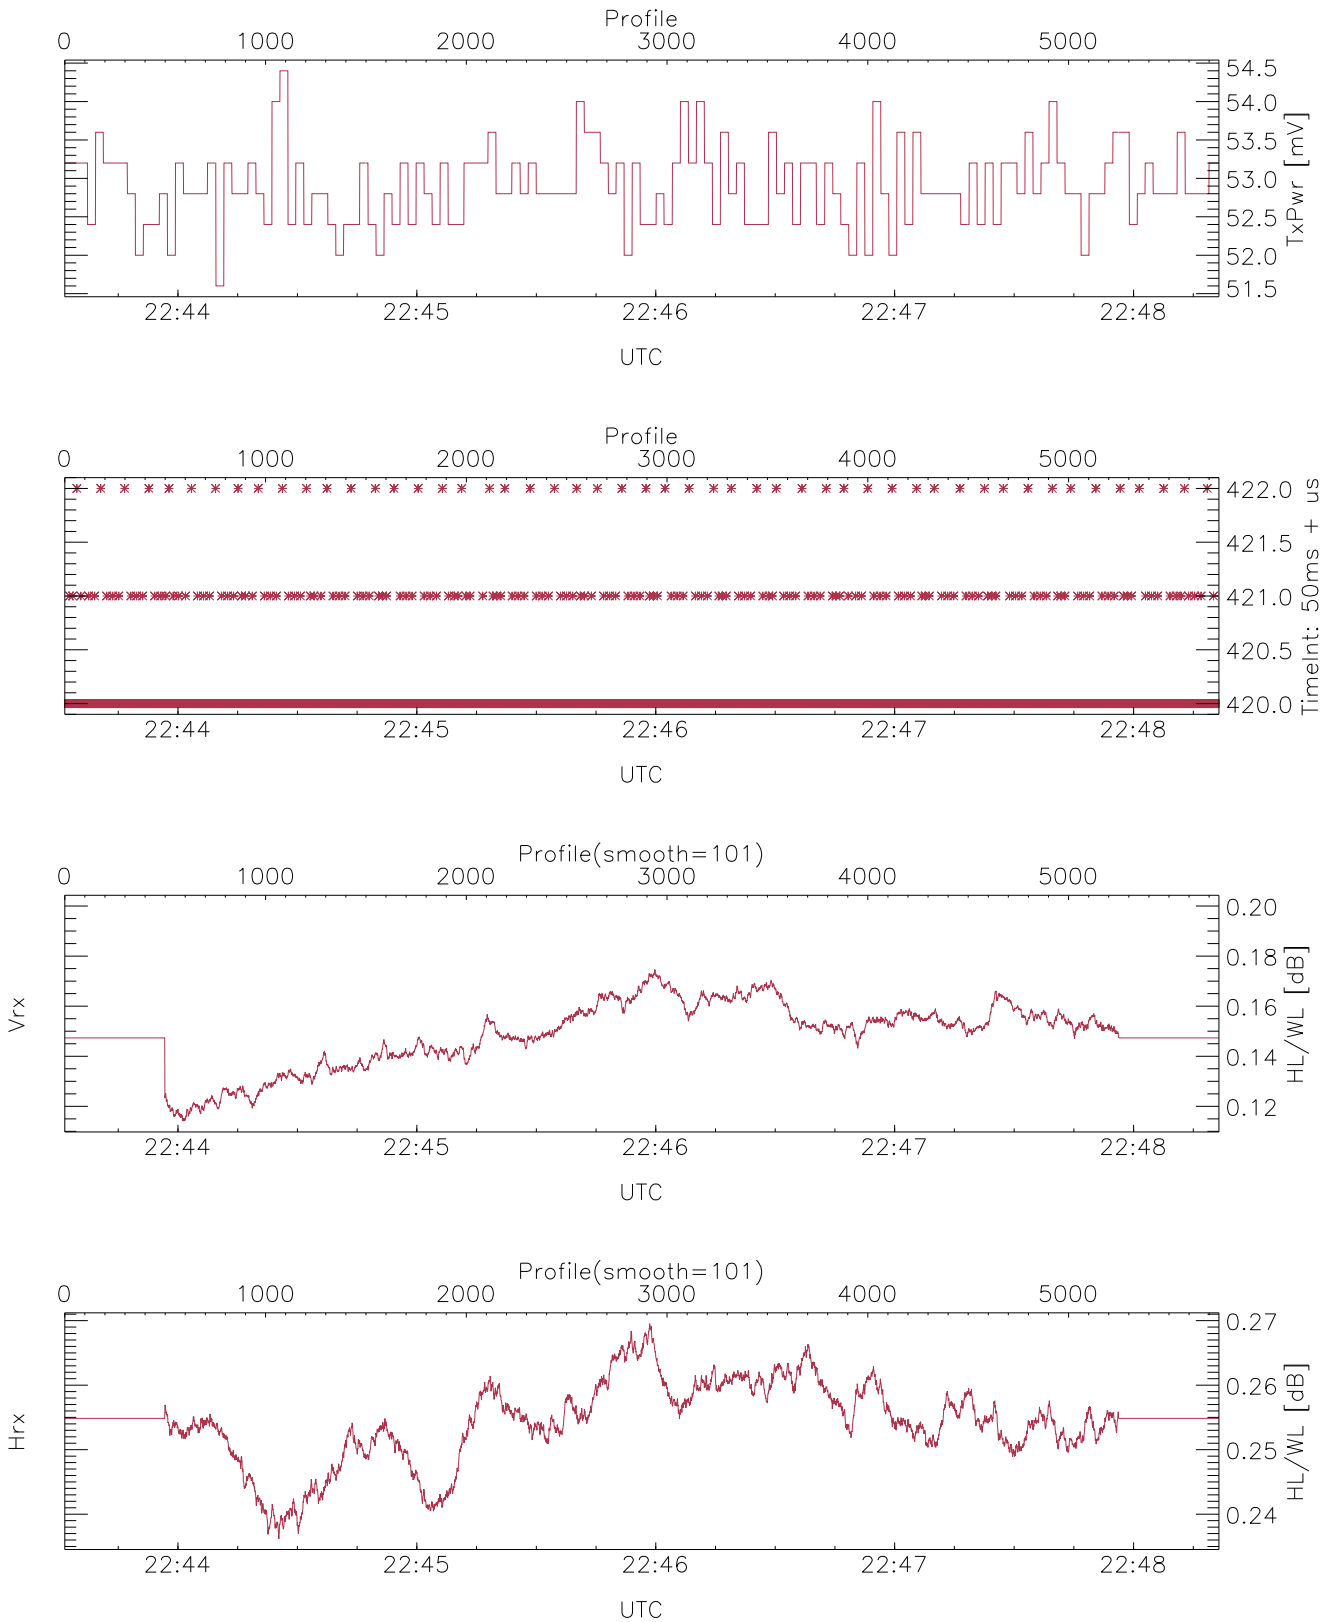 Profile
0 1000 2000 3000 4000 5000
54.5
54.0
53.5
53.0
52.5
52.0
51.5
TxPwr [mV]
22:44 22:45 22:46 22:47 22:48
UTC
Profile
0 1000 2000 3000 4000 5000
422.0
421.5
421.0
420.5
420.0
TimeInt: 50ms + us
22:44 22:45 22:46 22:47 22:48
UTC
Profile(smooth=101)
0 1000 2000 3000 4000 5000
Vrx
0.20
0.18
0.16
0.14
0.12
HL/WL [dB]
22:44 22:45 22:46 22:47 22:48
UTC
Profile(smooth=101)
0 1000 2000 3000 4000 5000
Hrx
0.27
0.26
0.25
0.24
HL/WL [dB]
22:44 22:45 22:46 22:47 22:48
UTC